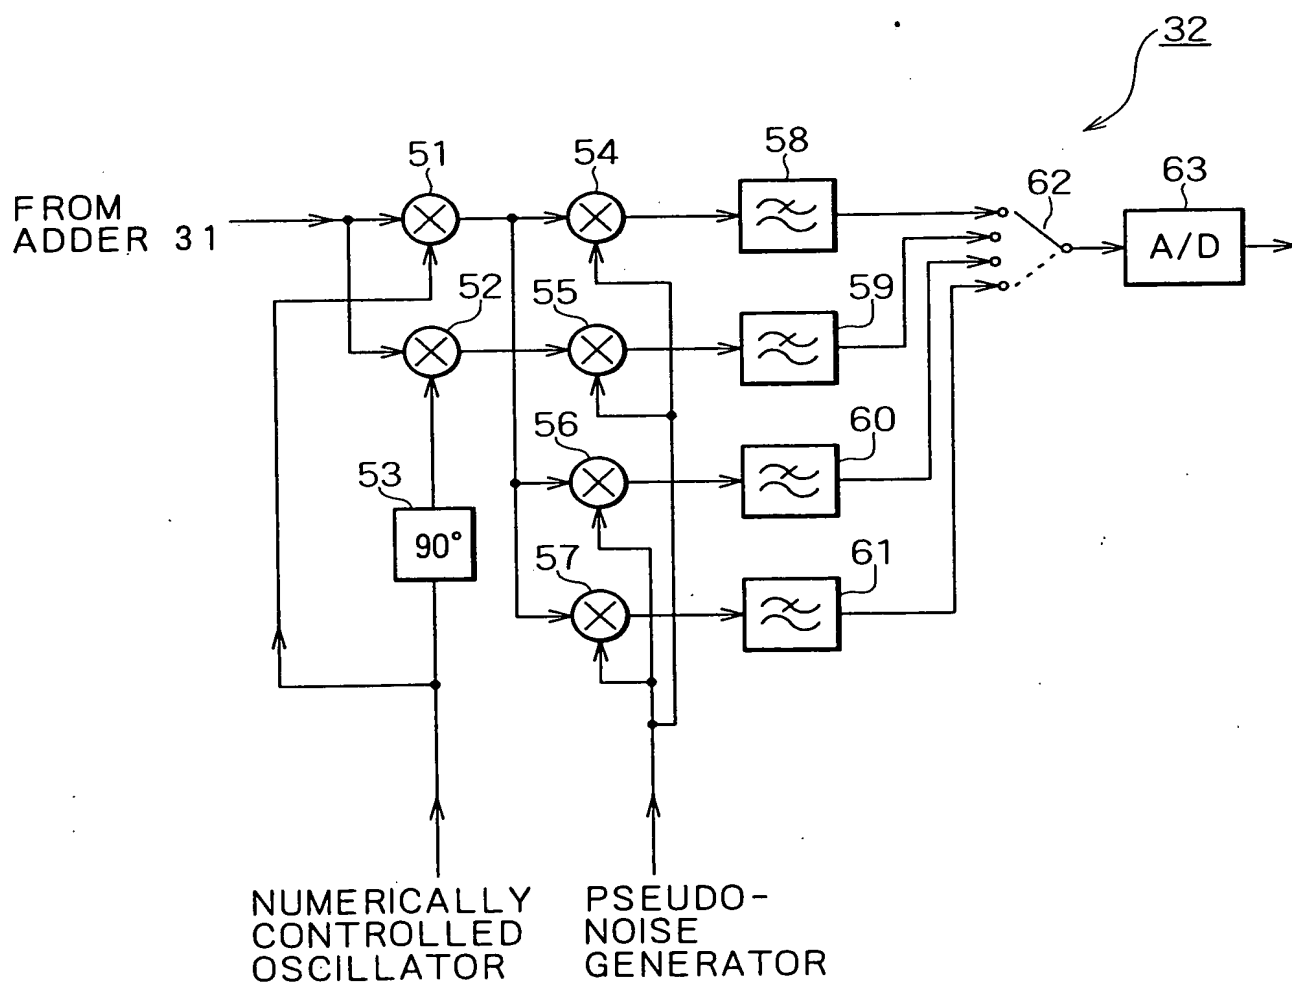 32
51
54
58
62
63
FROM
ADDER 31
A/D
52
55
59
56
60
53
90°
57
61
NUMERICALLY
CONTROLLED
OSCILLATOR
PSEUDO-
NOISE
GENERATOR